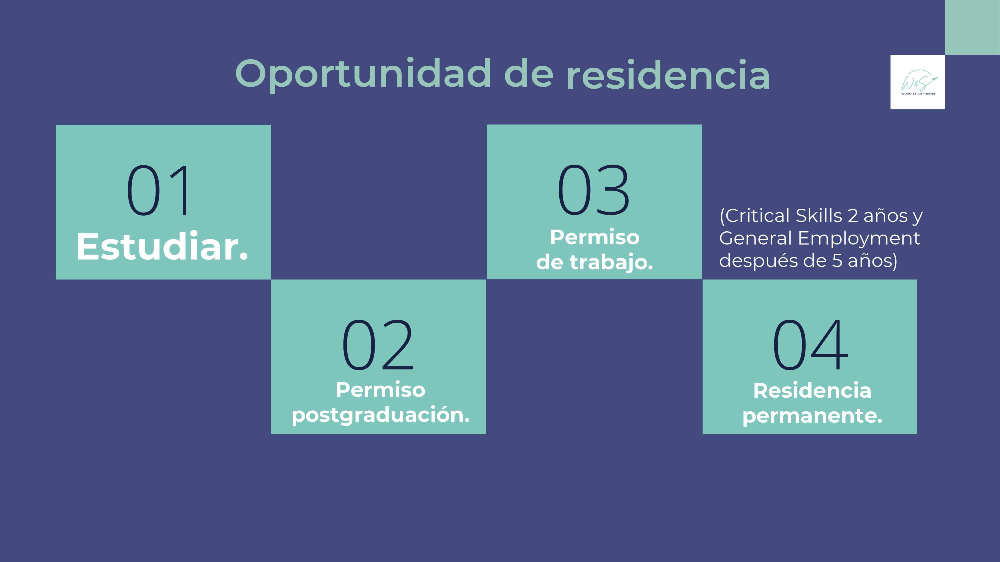 Oportunidad de residencia
W&S
WORK · STUDY · TRAVEL
01
Estudiar.
02
Permiso
postgraduación.
03
Permiso
de trabajo.
(Critical Skills 2 años y
General Employment
después de 5 años)
04
Residencia
permanente.